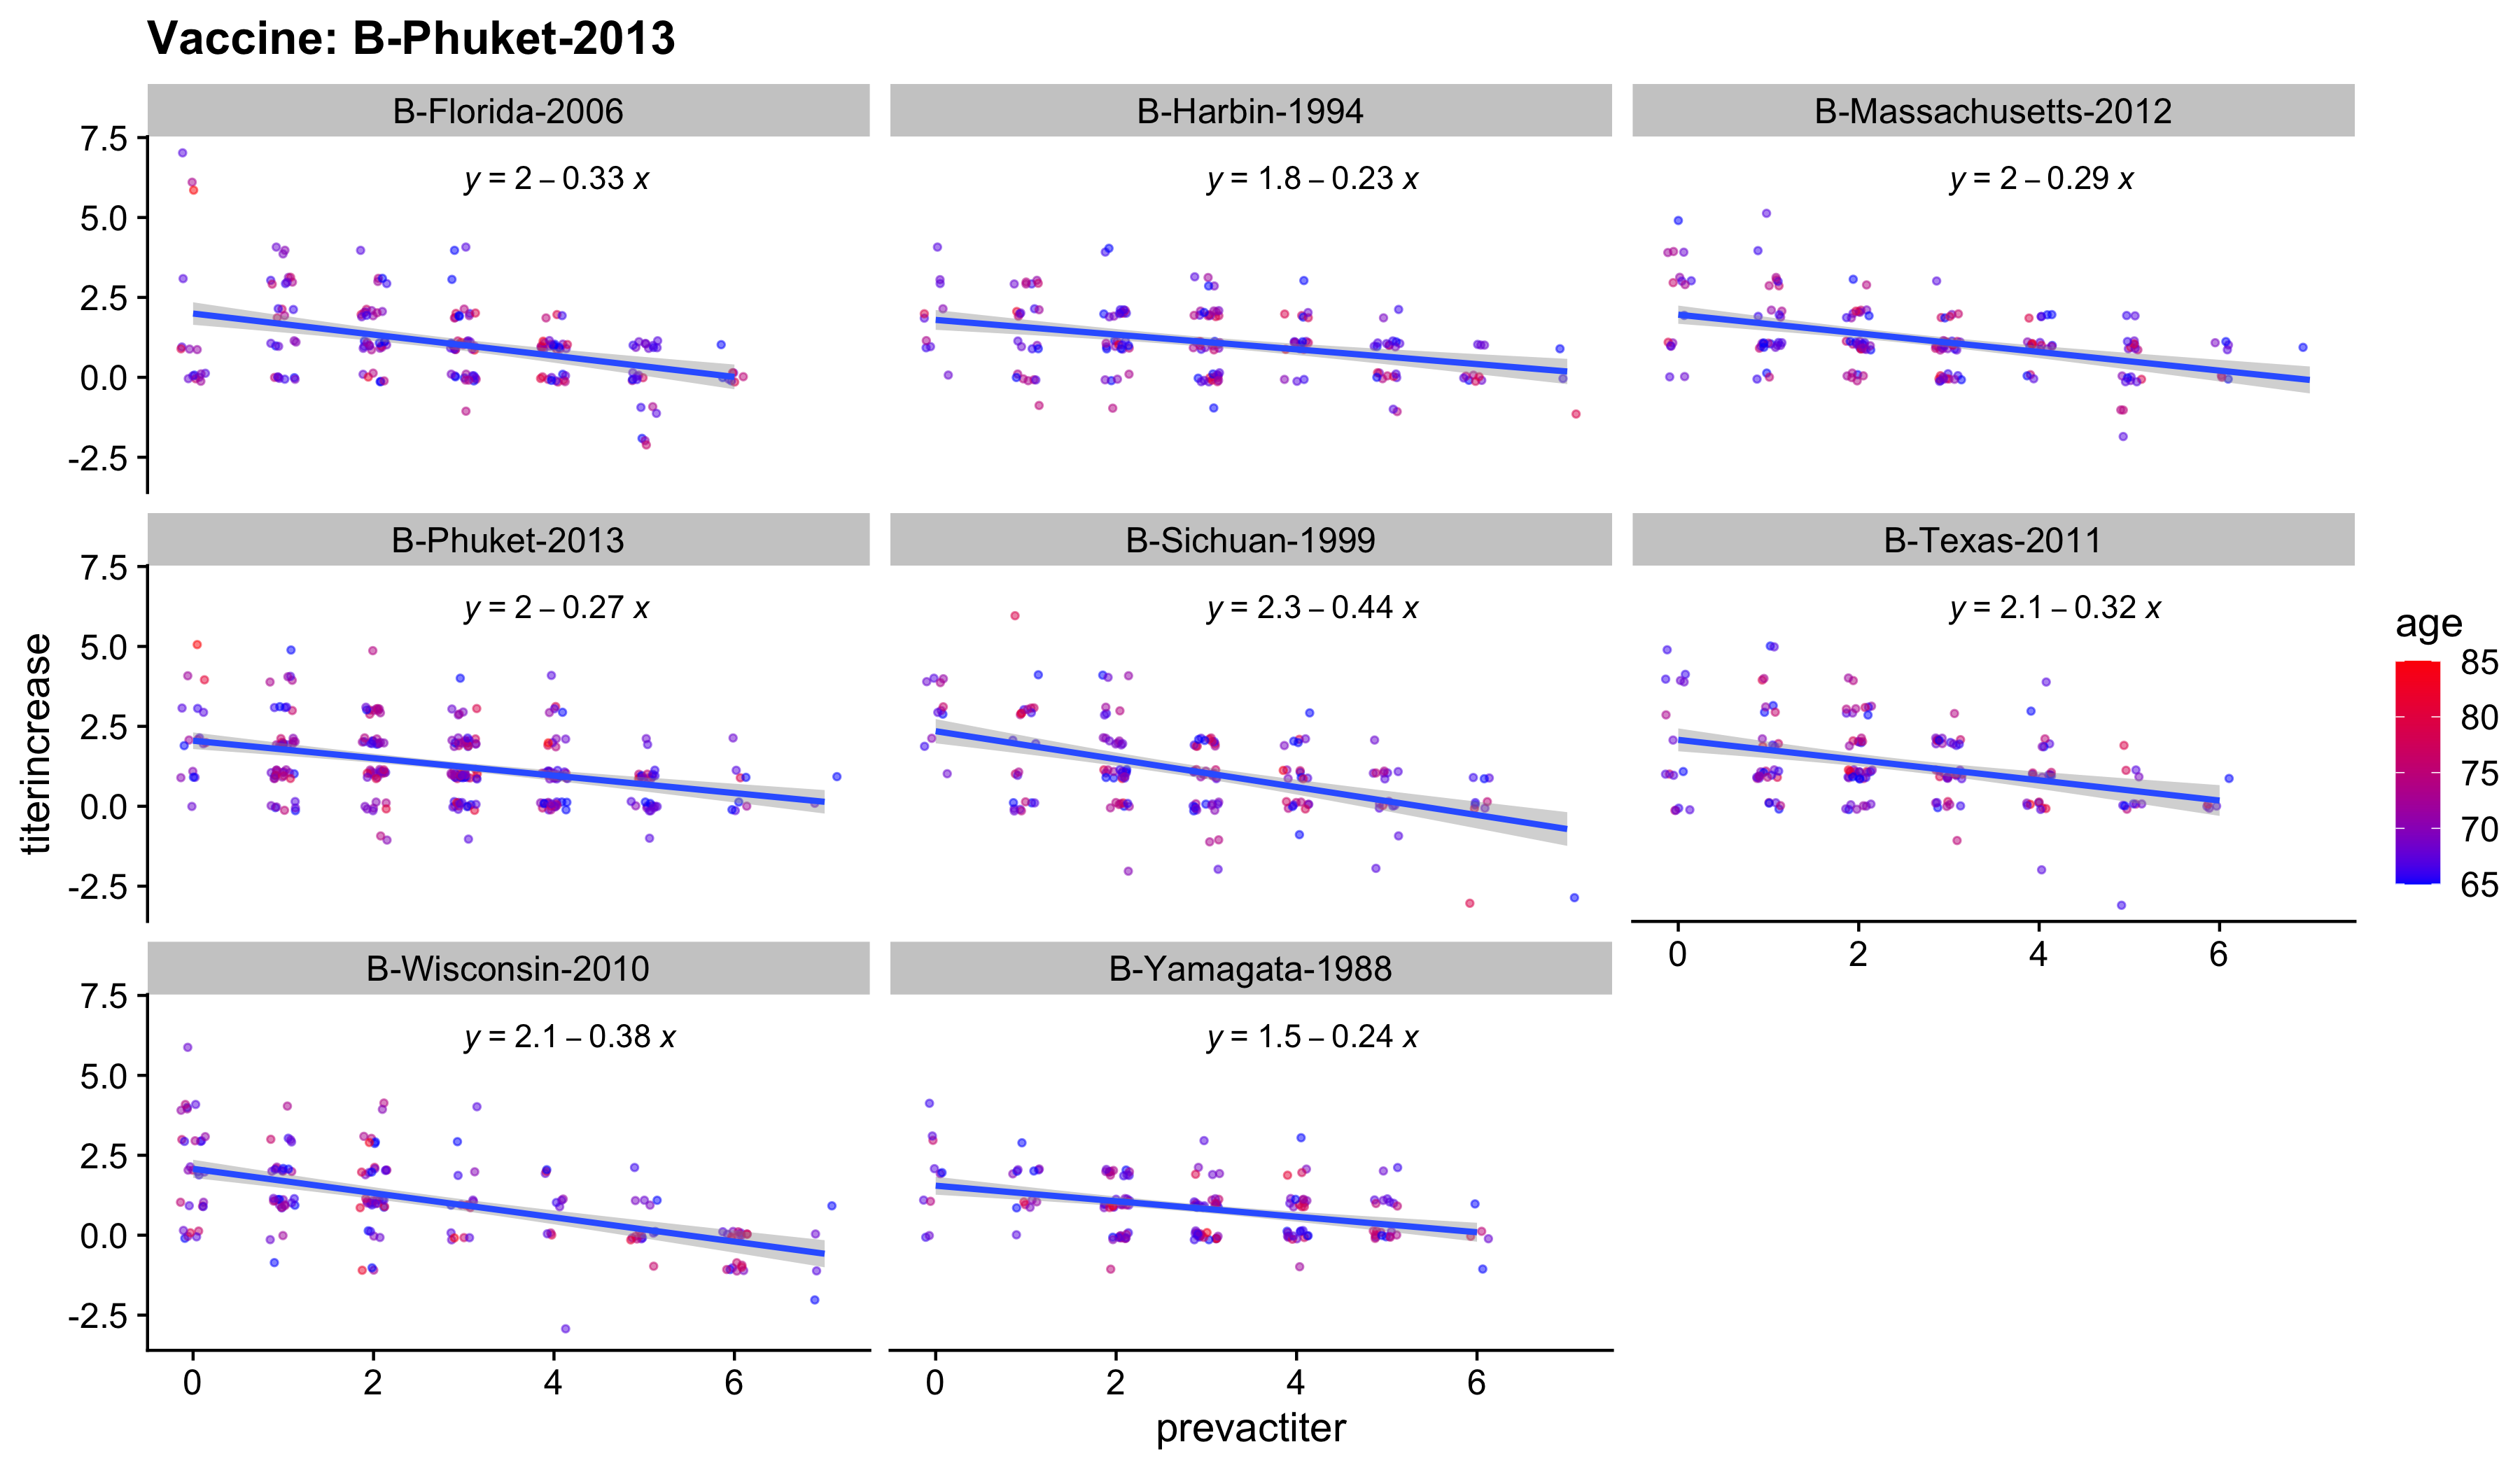 Vaccine: B-Phuket-2013
B-Florida-2006
B-Harbin-1994
B-Massachusetts-2012
7.5
5.0
2.5
0.0
-2.5
y = 2 – 0.33 x
y = 1.8 – 0.23 x
y = 2 – 0.29 x
B-Phuket-2013
B-Sichuan-1999
B-Texas-2011
7.5
5.0
2.5
0.0
-2.5
y = 2 – 0.27 x
y = 2.3 – 0.44 x
y = 2.1 – 0.32 x
0 2 4 6
titerincrease
age
85
80
75
70
65
B-Wisconsin-2010
B-Yamagata-1988
7.5
5.0
2.5
0.0
-2.5
y = 2.1 – 0.38 x
y = 1.5 – 0.24 x
0 2 4 6
0 2 4 6
prevactiter